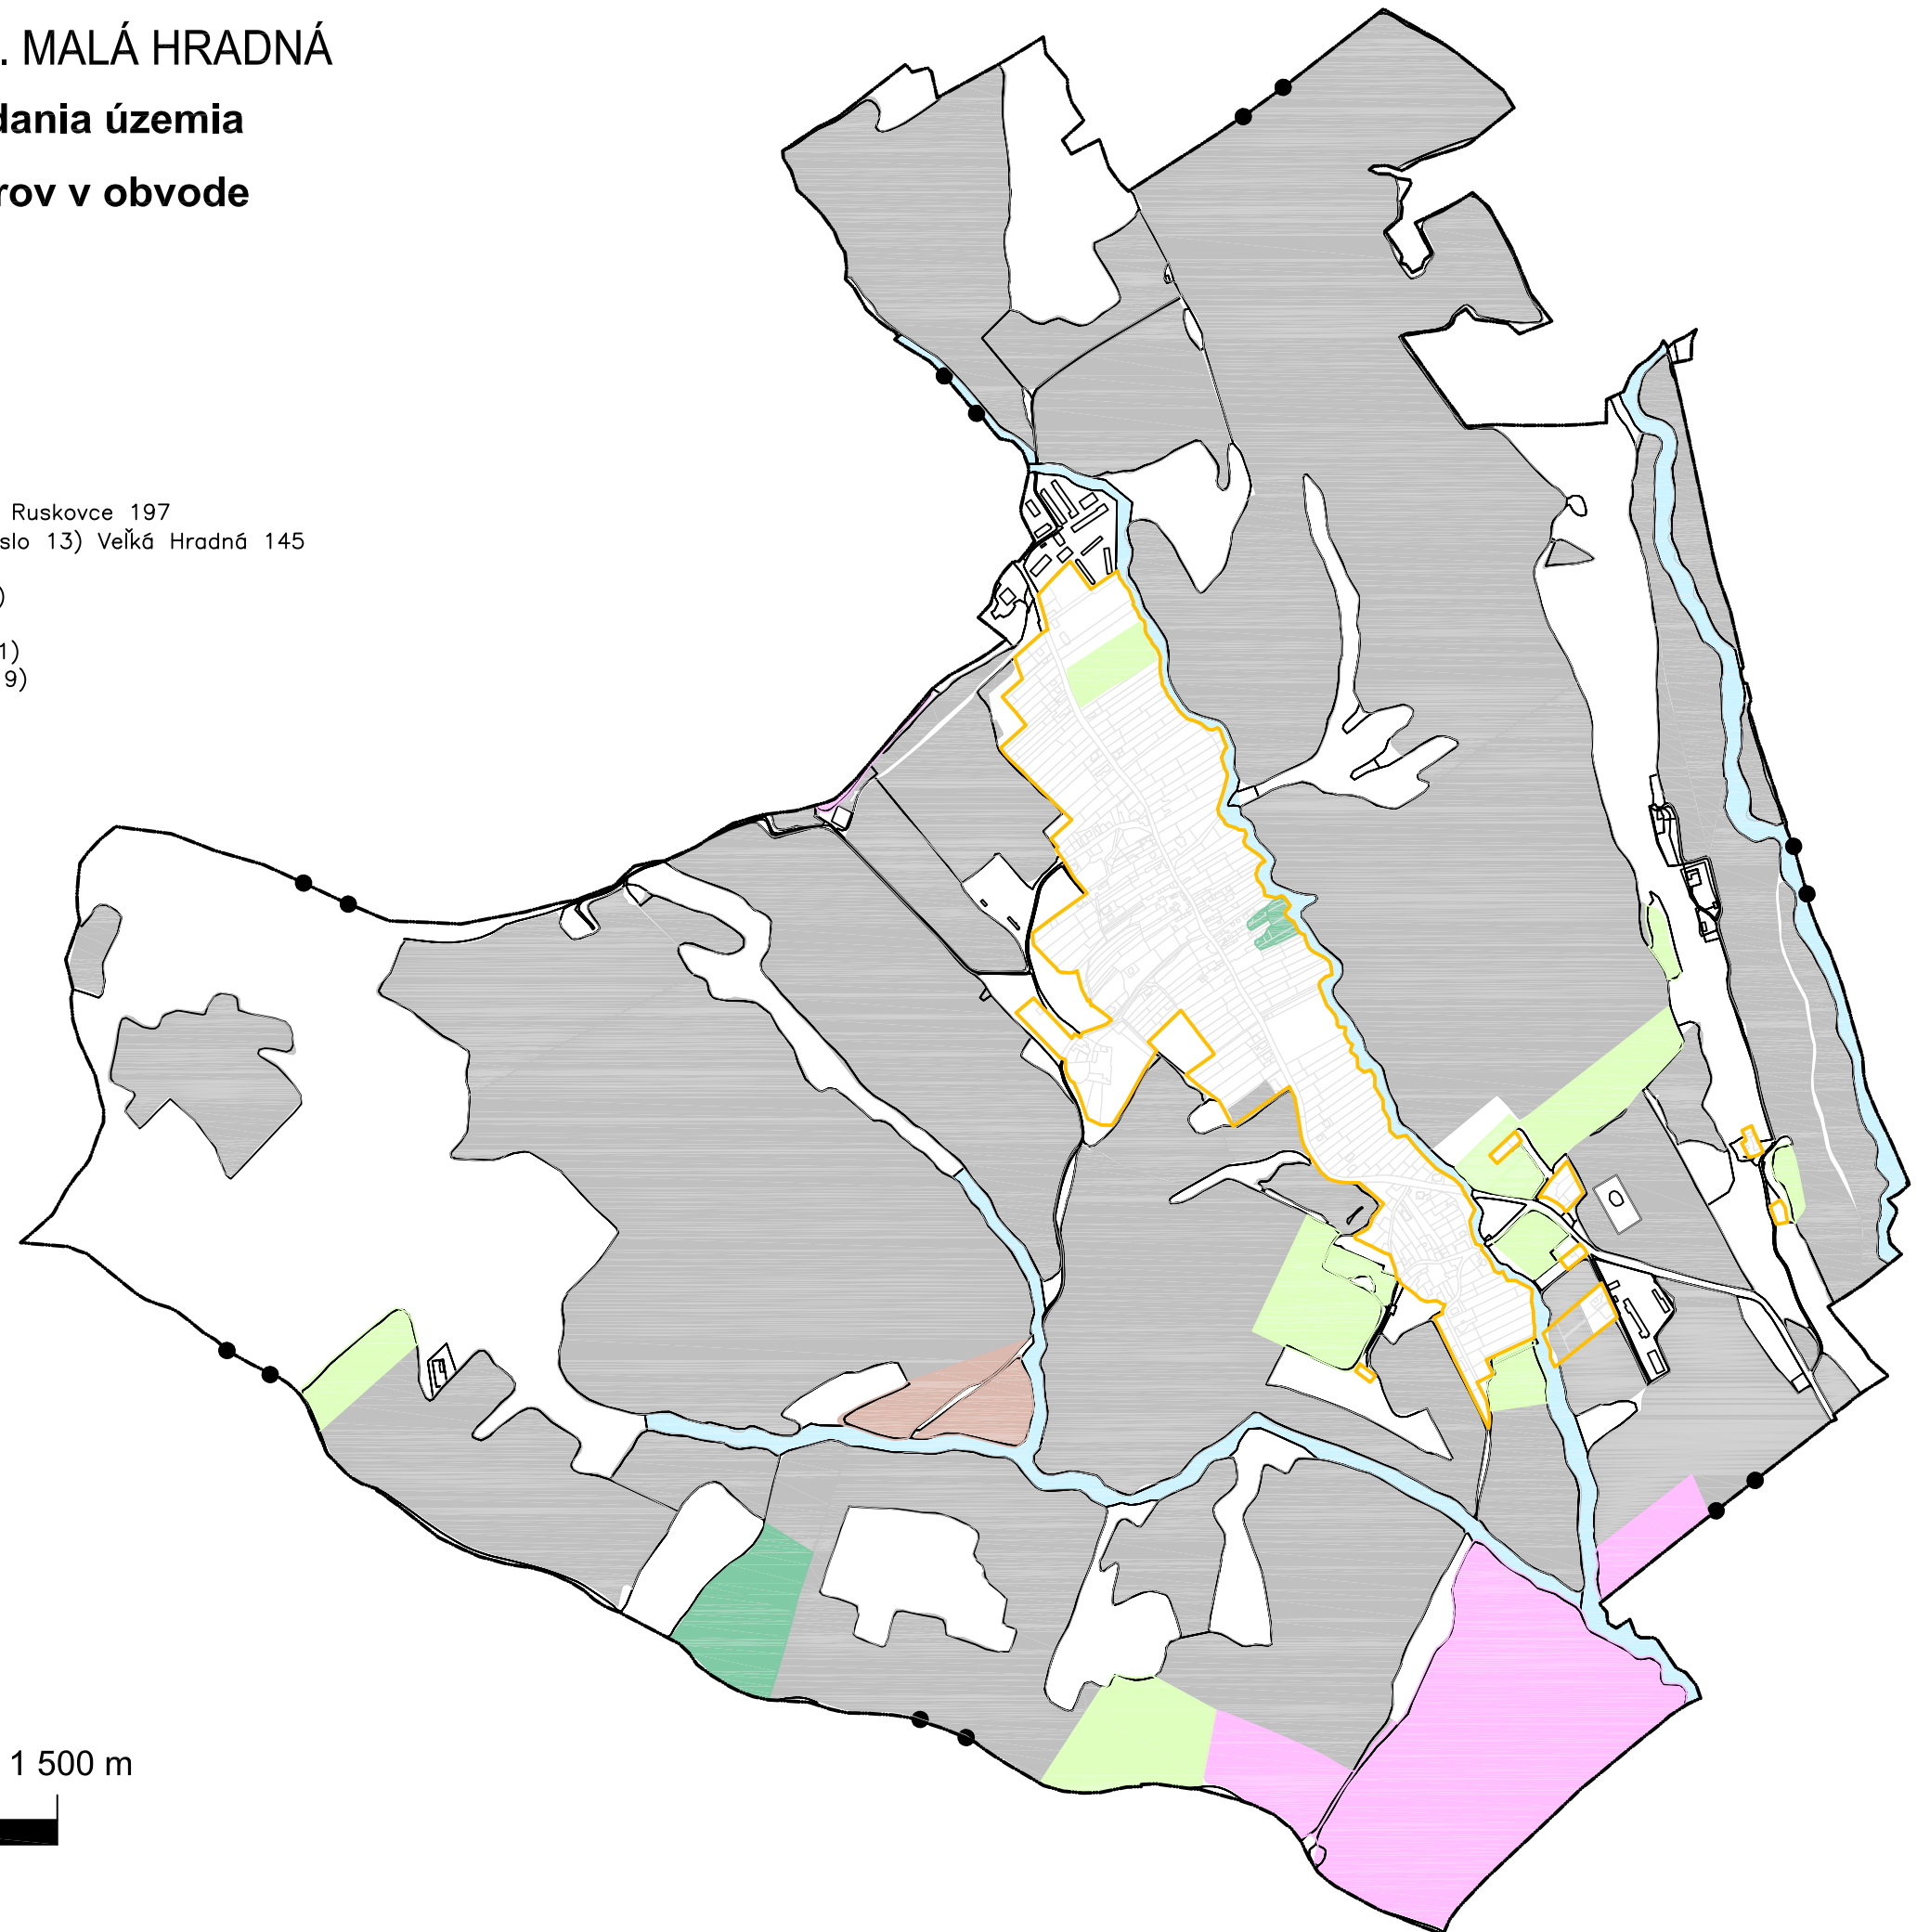 . MALÁ HRADNÁ
dania územia
rov v obvode
Ruskovce 197
slo 13) Veľká Hradná 145
)
1)
9)
1 500 m